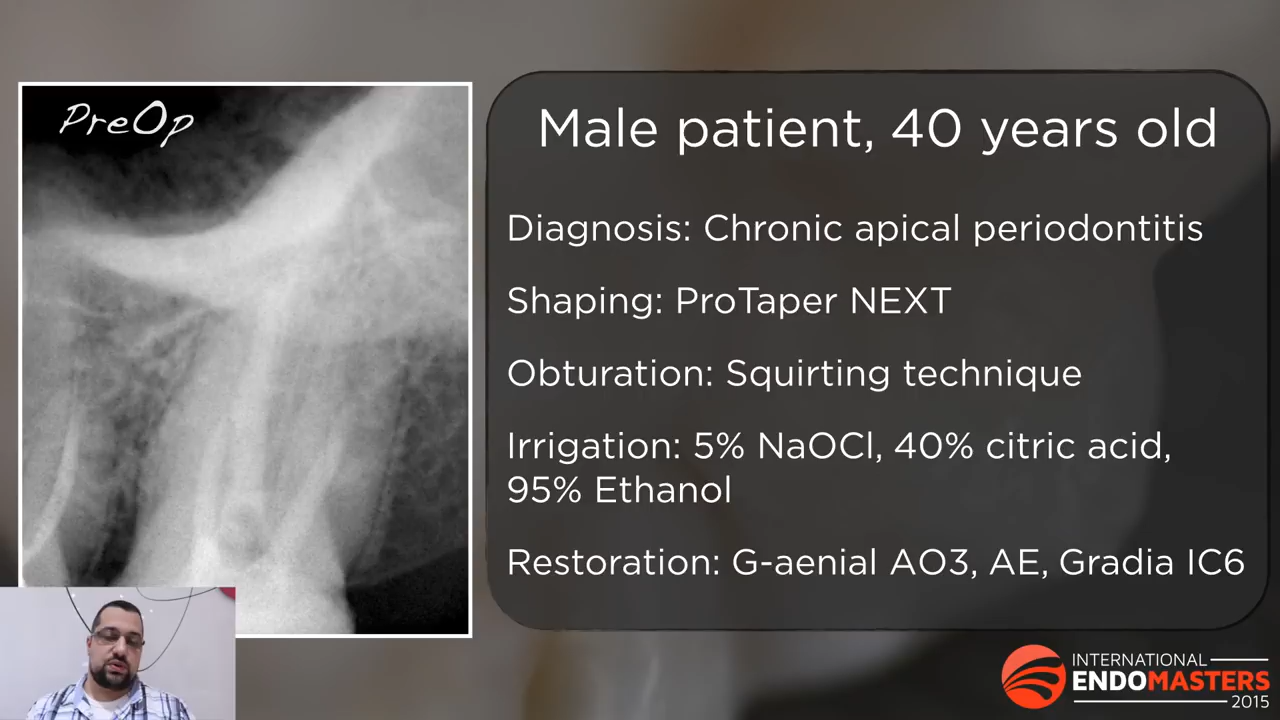 PreOp
Male patient, 40 years old
Diagnosis: Chronic apical periodontitis
Shaping: ProTaper NEXT
Obturation: Squirting technique
Irrigation: 5% NaOCl, 40% citric acid,
95% Ethanol
Restoration: G-aenial AO3, AE, Gradia IC6
INTERNATIONAL
ENDOMASTERS
2015